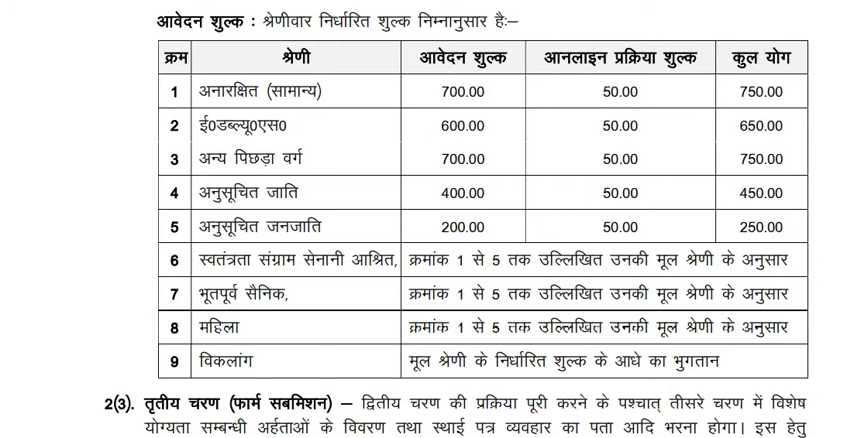 आवेदन शुल्क : श्रेणीवार निर्धारित शुल्क निम्नानुसार है:–
क्रम श्रेणी आवेदन शुल्क आनलाइन प्रक्रिया शुल्क कुल योग
1 अनारक्षित (सामान्य) 700.00 50.00 750.00
2 ई0डब्ल्यू0एस0 600.00 50.00 650.00
3 अन्य पिछड़ा वर्ग 700.00 50.00 750.00
4 अनुसूचित जाति 400.00 50.00 450.00
5 अनुसूचित जनजाति 200.00 50.00 250.00
6 स्वतंत्रता संग्राम सेनानी आश्रित, क्रमांक 1 से 5 तक उल्लिखित उनकी मूल श्रेणी के अनुसार
7 भूतपूर्व सैनिक, क्रमांक 1 से 5 तक उल्लिखित उनकी मूल श्रेणी के अनुसार
8 महिला क्रमांक 1 से 5 तक उल्लिखित उनकी मूल श्रेणी के अनुसार
9 विकलांग मूल श्रेणी के निर्धारित शुल्क के आधे का भुगतान
2(3). तृतीय चरण (फार्म सबमिशन) – द्वितीय चरण की प्रक्रिया पूरी करने के पश्चात् तीसरे चरण में विशेष
योग्यता सम्बन्धी अर्हताओं के विवरण तथा स्थाई पत्र व्यवहार का पता आदि भरना होगा। इस हेतु